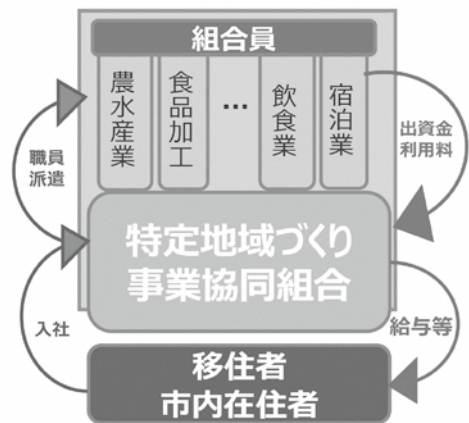 組合員
農水産業
食品加工
…
飲食業
宿泊業
職員
派遣
出資金
利用料
特定地域づくり
事業協同組合
入社
給与等
移住者
市内在住者